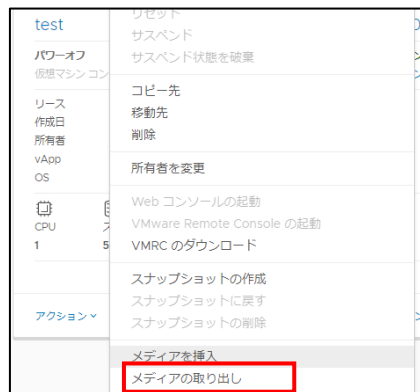 test
パワーオフ
仮想マシン コン
リース
作成日
所有者
vApp
OS
CPU
1
5
アクション
リセット
サスペンド
サスペンド状態を破棄
コピー先
移動先
削除
所有者を変更
Web コンソールの起動
VMware Remote Console の起動
VMRC のダウンロード
スナップショットの作成
スナップショットに戻す
スナップショットの削除
メディアを挿入
メディアの取り出し